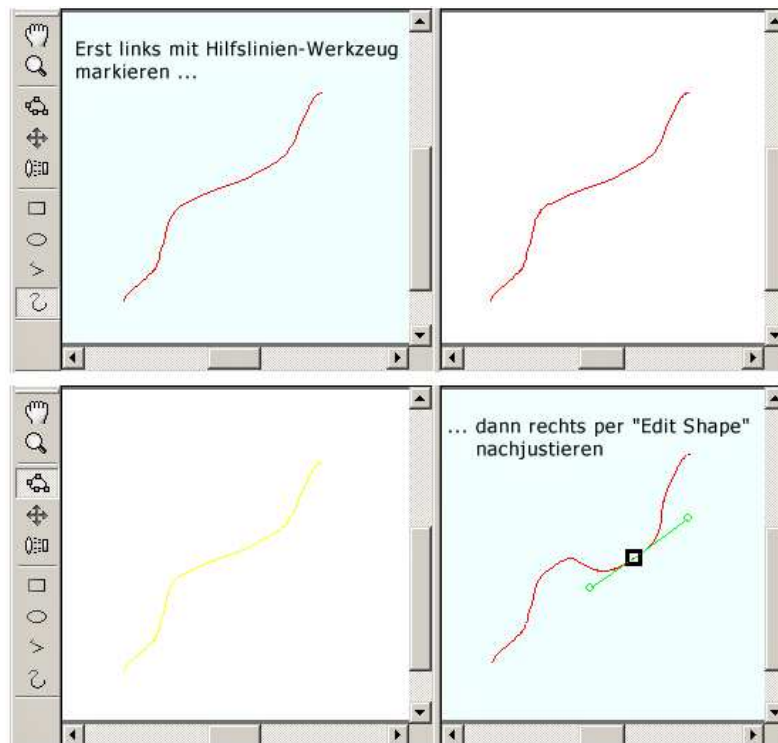 Erst links mit Hilfslinien-Werkzeug
markieren ...
... dann rechts per "Edit Shape"
nachjustieren